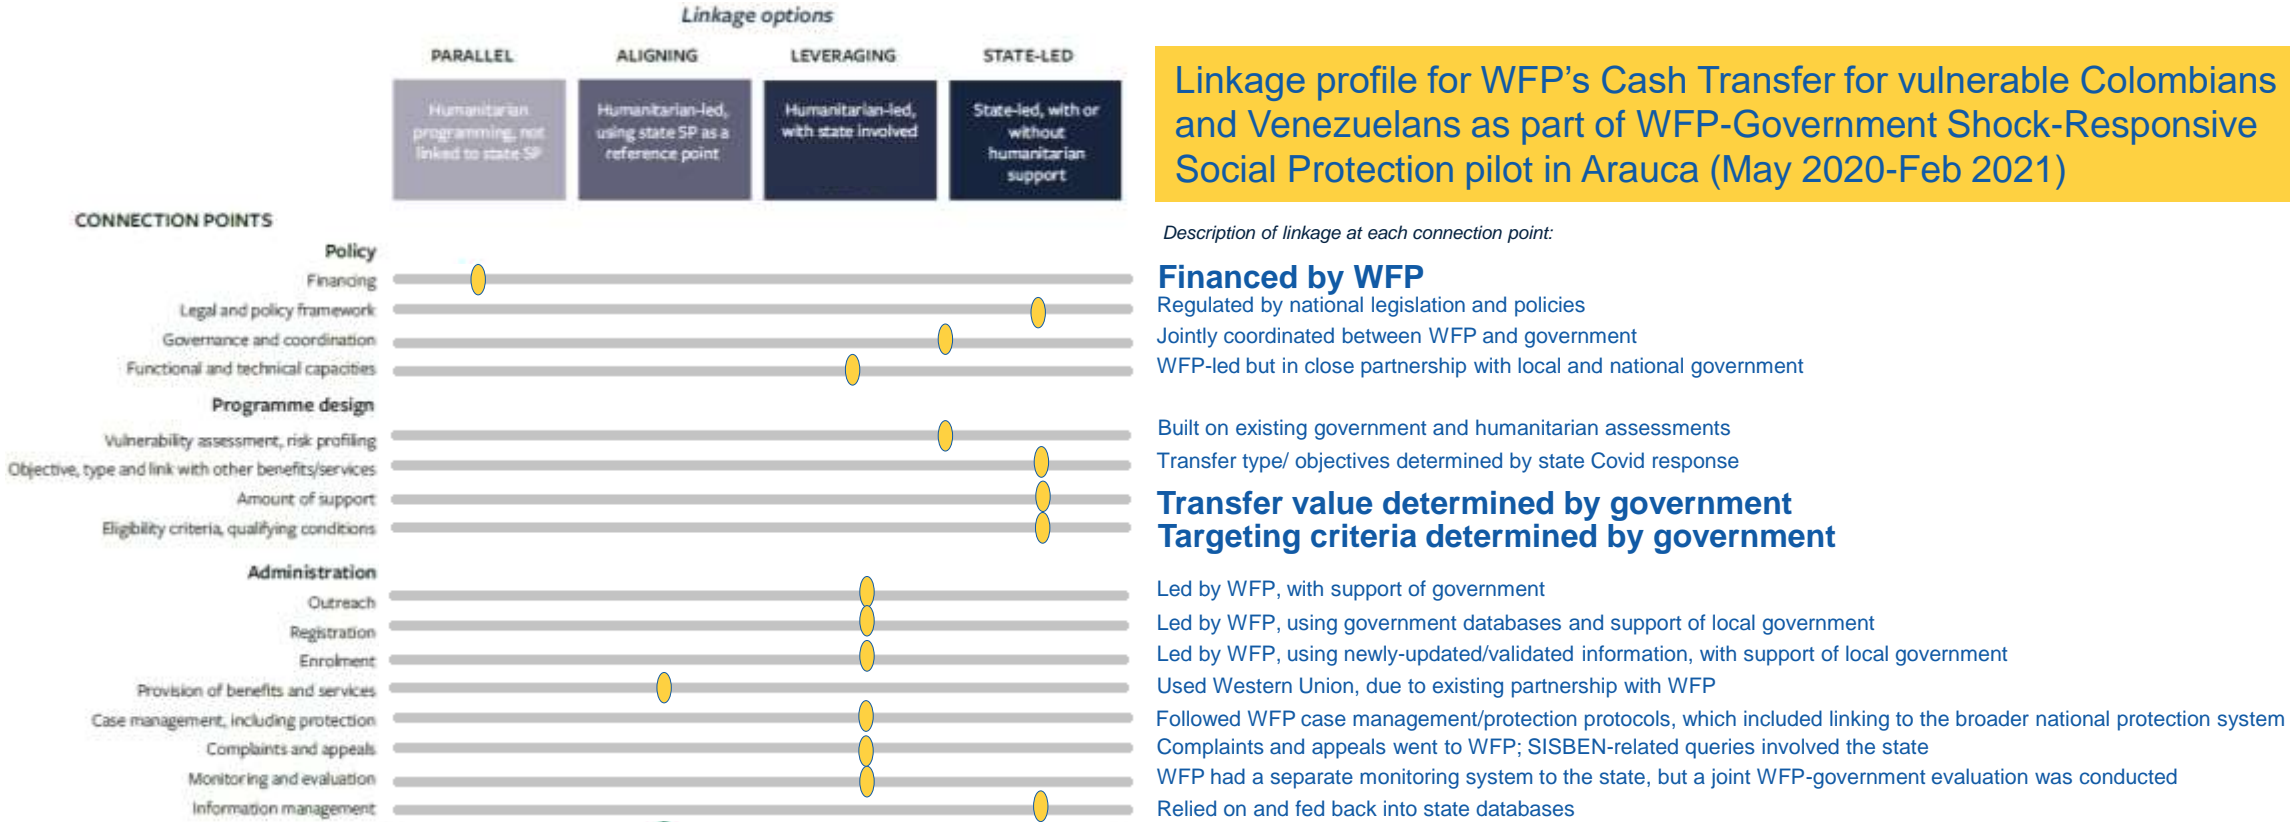 Linkage options
PARALLEL
ALIGNING
LEVERAGING
STATE-LED
Humanitarian
programming, not
linked to state SP
Humanitarian-led,
using state SP as a
reference point
Humanitarian-led,
with state involved
State-led, with or
without
humanitarian
support
Linkage profile for WFP's Cash Transfer for vulnerable Colombians
and Venezuelans as part of WFP-Government Shock-Responsive
Social Protection pilot in Arauca (May 2020-Feb 2021)
CONNECTION POINTS
Description of linkage at each connection point:
Policy
Financing
Financed by WFP
Legal and policy framework
Regulated by national legislation and policies
Governance and coordination
Jointly coordinated between WFP and government
Functional and technical capacities
WFP-led but in close partnership with local and national government
Programme design
Vulnerability assessment, risk profiling
Built on existing government and humanitarian assessments
Objective, type and link with other benefits/services
Transfer type/ objectives determined by state Covid response
Amount of support
Transfer value determined by government
Eligibility criteria, qualifying conditions
Targeting criteria determined by government
Administration
Outreach
Led by WFP, with support of government
Registration
Led by WFP, using government databases and support of local government
Enrolment
Led by WFP, using newly-updated/validated information, with support of local government
Provision of benefits and services
Used Western Union, due to existing partnership with WFP
Case management, including protection
Followed WFP case management/protection protocols, which included linking to the broader national protection system
Complaints and appeals
Complaints and appeals went to WFP; SISBEN-related queries involved the state
Monitoring and evaluation
WFP had a separate monitoring system to the state, but a joint WFP-government evaluation was conducted
Information management
Relied on and fed back into state databases